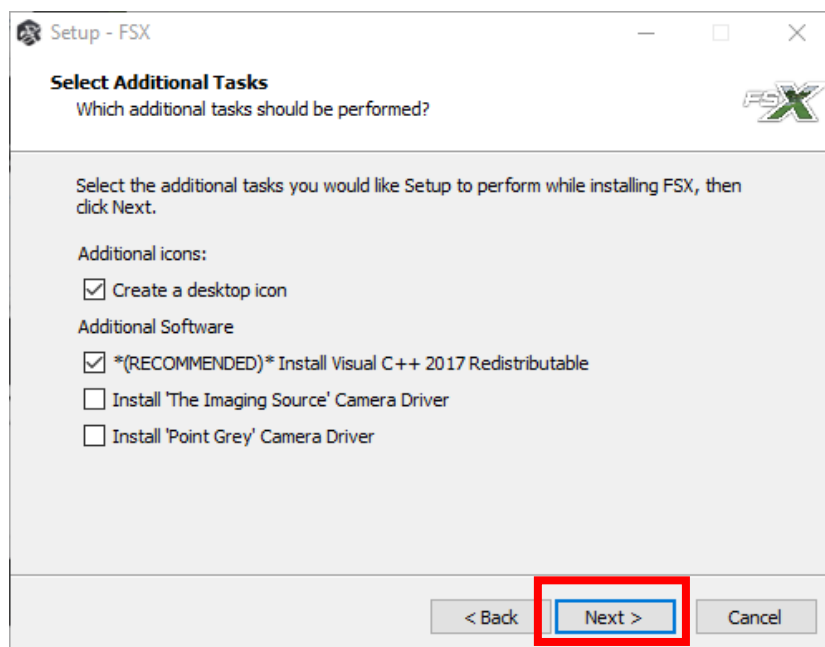 Setup - FSX
Select Additional Tasks
Which additional tasks should be performed?
FSX
Select the additional tasks you would like Setup to perform while installing FSX, then
click Next.
Additional icons:
Create a desktop icon
Additional Software
*(RECOMMENDED)* Install Visual C++ 2017 Redistributable
Install 'The Imaging Source' Camera Driver
Install 'Point Grey' Camera Driver
< Back
Next >
Cancel